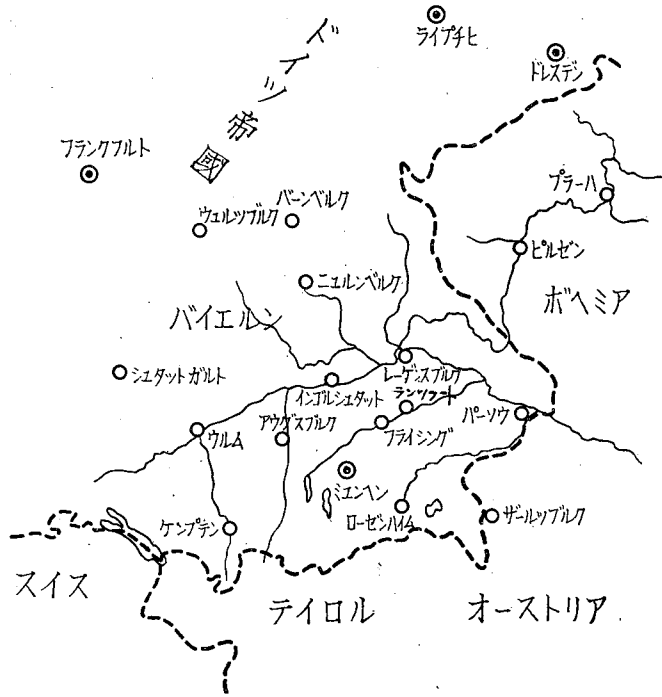 ドイツ帝國
ライプチヒ
ドレスデン
フランクフルト
プラーハ
バーンベルク
ウュルツブルク
ピルゼン
ニュルンベルク
ボヘミア
バイエルン
シュタットガルト
レーゲンスブルク
インゴルシュタット
ランツフー
パーソウ
アウグスブルク
フライシング
ウルム
ミエンヘン
ローゼンハイム
ザールツブルク
ケンプテン
スイス
テイロル
オーストリア